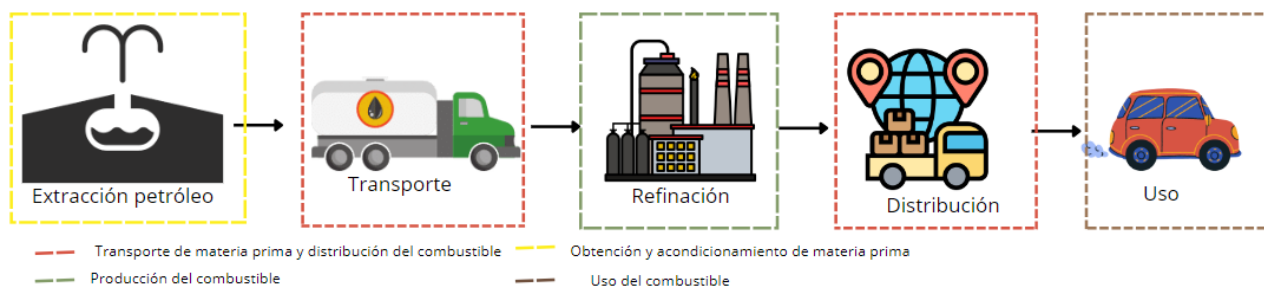 Extracción petróleo
Transporte
Refinación
Distribución
Uso
Transporte de materia prima y distribución del combustible
Obtención y acondicionamiento de materia prima
Producción del combustible
Uso del combustible